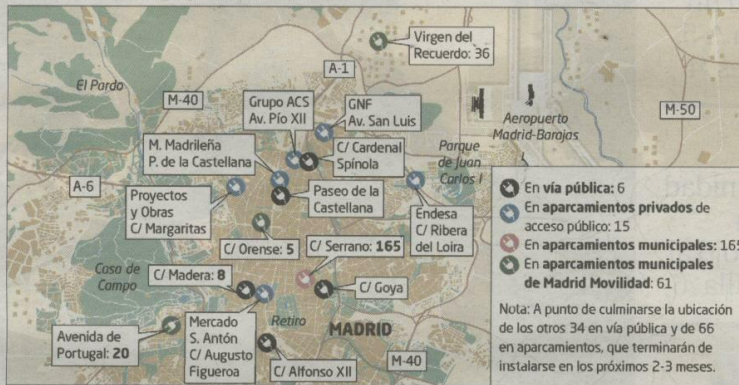 Virgen del
Recuerdo: 36
A-1
El Pardo
M-40
Grupo ACS
Av. Pío XII
GNF
Av. San Luis
M-50
Aeropuerto
Madrid-Barajas
M. Madrileña
P. de la Castellana
C/ Cardenal
Spínola
Parque
de Juan
Carlos I
A-6
Proyectos
y Obras
C/ Margaritas
Paseo de la
Castellana
Endesa
C/ Ribera
del Loira
C/ Orense: 5
C/ Serrano: 165
Casa de
Campo
C/ Madera: 8
C/ Goya
Avenida de
Portugal: 20
Mercado
S. Antón
C/ Augusto
Figueroa
Retiro
MADRID
C/ Alfonso XII
M-40
En vía pública: 6
En aparcamientos privados de
acceso público: 15
En aparcamientos municipales: 165
En aparcamientos municipales
de Madrid Movilidad: 61
Nota: A punto de culminarse la ubicación
de los otros 34 en vía pública y de 66
en aparcamientos, que terminarán de
instalarse en los próximos 2-3 meses.